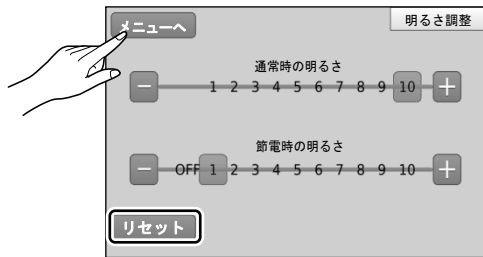 メニューへ
明るさ調整
通常時の明るさ
− 1 2 3 4 5 6 7 8 9 10 +
節電時の明るさ
− OFF 1 2 3 4 5 6 7 8 9 10 +
リセット